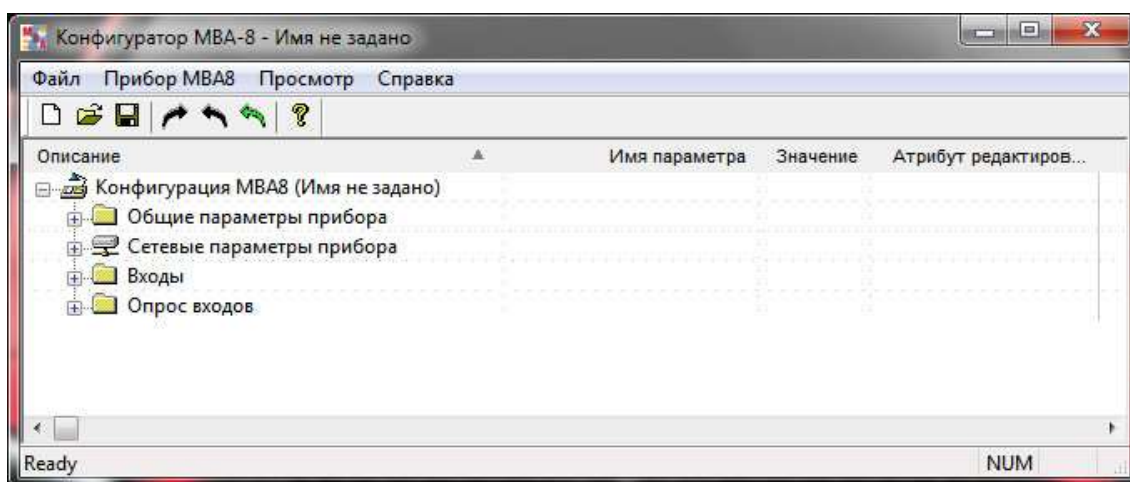 Конфигуратор МВА-8 - Имя не задано
Файл Прибор МВА8 Просмотр Справка
Описание Имя параметра Значение Атрибут редактиров...
Конфигурация МВА8 (Имя не задано)
Общие параметры прибора
Сетевые параметры прибора
Входы
Опрос входов
Ready NUM